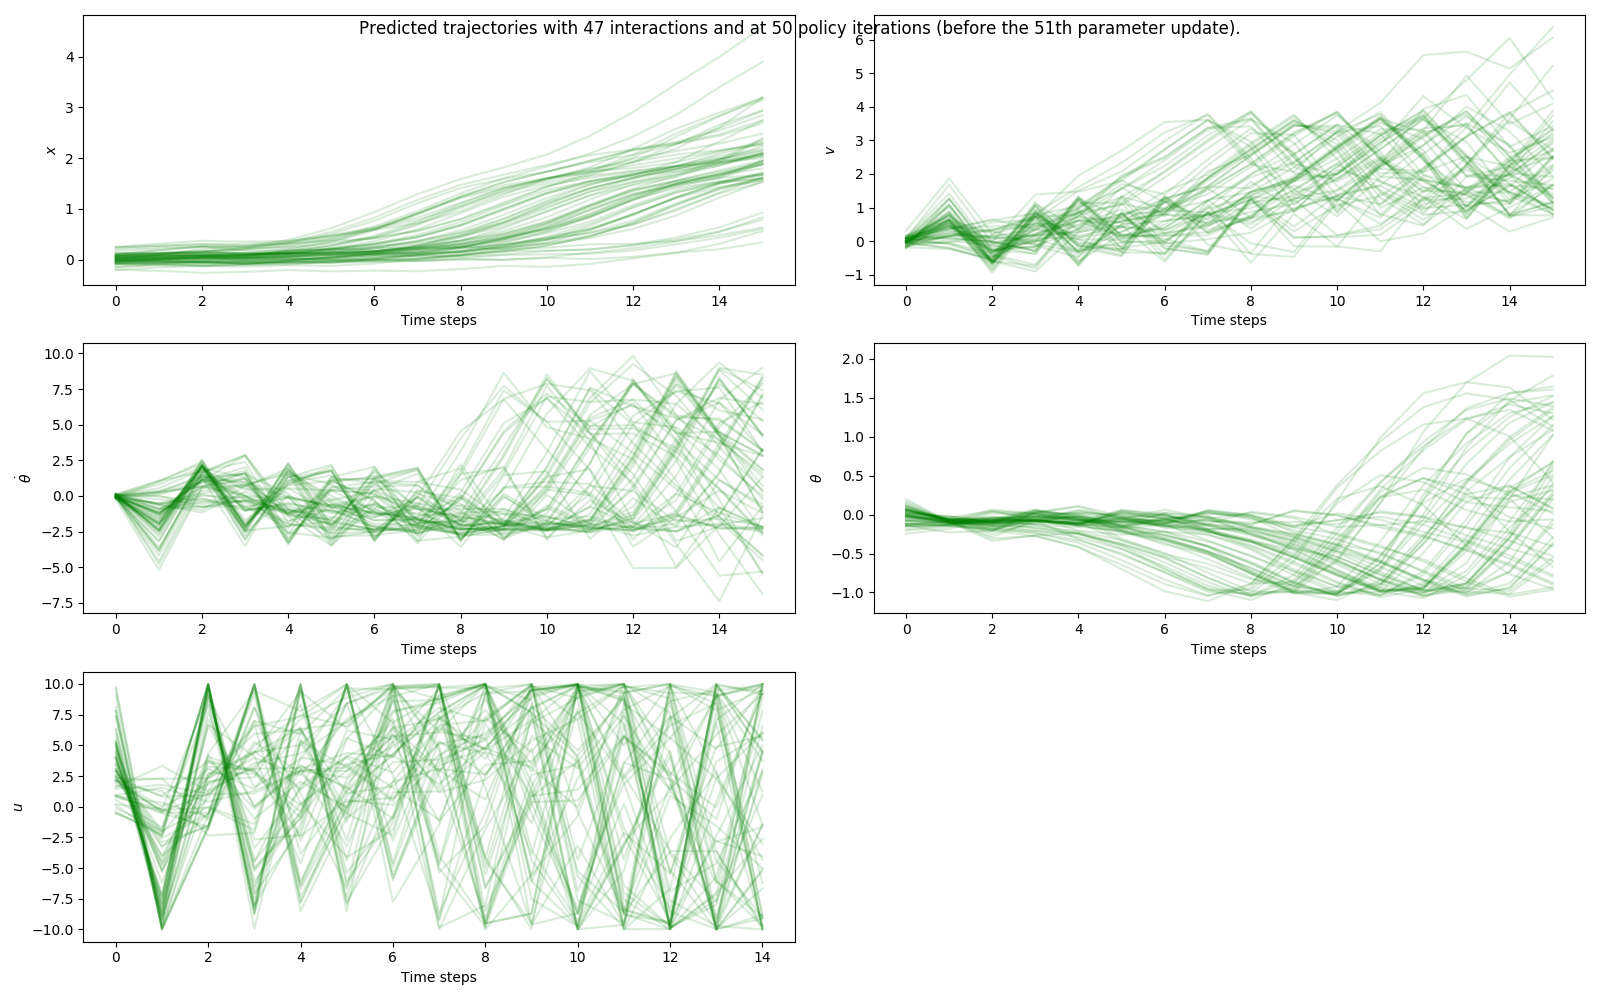 Predicted trajectories with 47 interactions and at 50 policy iterations (before the 51th parameter update).
4
3
2
1
0
x
0 2 4 6 8 10 12 14
Time steps
6
5
4
3
2
1
0
−1
v
0 2 4 6 8 10 12 14
Time steps
10.0
7.5
5.0
2.5
0.0
−2.5
−5.0
−7.5
θ̇
0 2 4 6 8 10 12 14
Time steps
2.0
1.5
1.0
0.5
0.0
−0.5
−1.0
θ
0 2 4 6 8 10 12 14
Time steps
10.0
7.5
5.0
2.5
0.0
−2.5
−5.0
−7.5
−10.0
u
0 2 4 6 8 10 12 14
Time steps